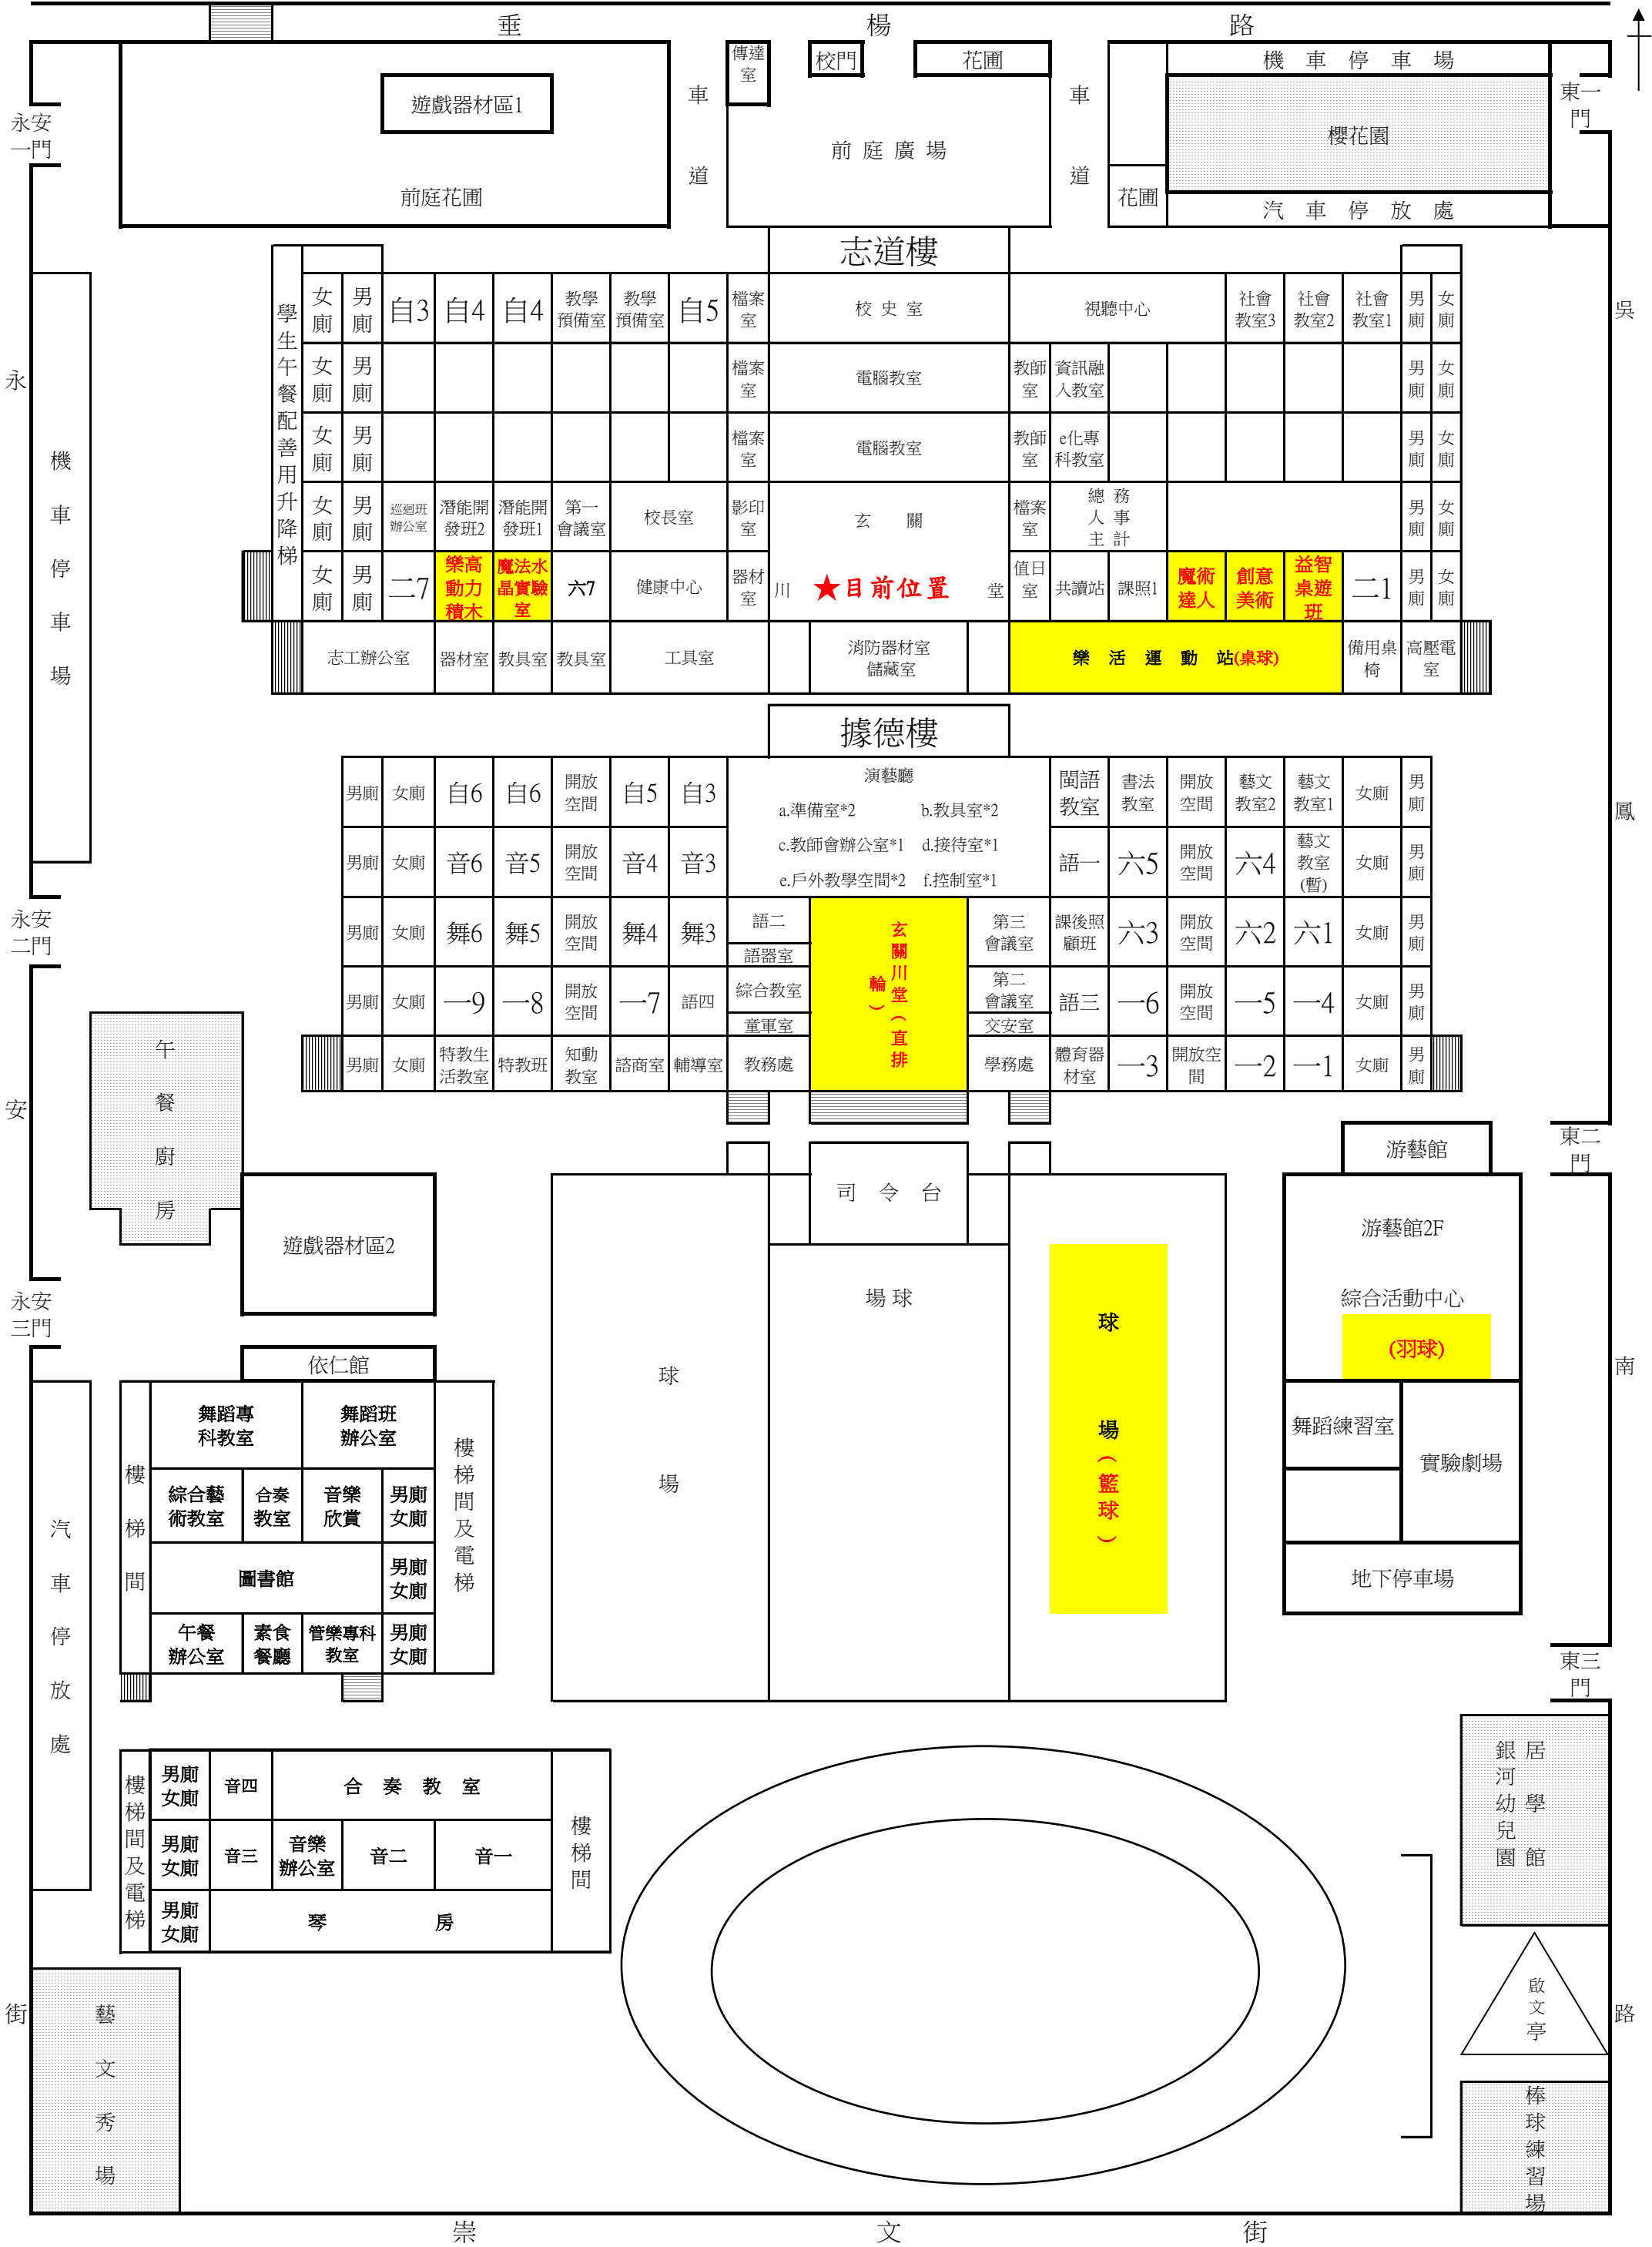 垂 楊 路
傳達
室
校門
花圃
機 車 停 車 場
遊戲器材區1
車
道
車
道
東一
門
永安
一門
櫻花園
前 庭 廣 場
前庭花圃
花圃
汽 車 停 放 處
志道樓
學生午餐配善用升降梯
女廁 男廁 自3 自4 自4 教學預備室 教學預備室 自5 檔案室 校 史 室 視聽中心 社會教室3 社會教室2 社會教室1 男廁 女廁
女廁 男廁 檔案室 電腦教室 教師室 資訊融入教室 男廁 女廁
女廁 男廁 檔案室 電腦教室 教師室 e化專科教室 男廁 女廁
女廁 男廁 巡迴班辦公室 潛能開發班2 潛能開發班1 第一會議室 校長室 影印室 玄 關 檔案室 總 務 人 事 主 計 男廁 女廁
女廁 男廁 二7 樂高動力積木 魔法水晶實驗室 六7 健康中心 器材室 川 ★目前位置 堂 值日室 共讀站 課照1 魔術達人 創意美術 益智桌遊班 二1 男廁 女廁
志工辦公室 器材室 教具室 教具室 工具室 消防器材室儲藏室 樂 活 運 動 站(桌球) 備用桌椅 高壓電室
永
安
街
吳
鳳
南
路
機
車
停
車
場
據德樓
男廁 女廁 自6 自6 開放空間 自5 自3 演藝廳 閩語教室 書法教室 開放空間 藝文教室2 藝文教室1 女廁 男廁
a.準備室*2 b.教具室*2
c.教師會辦公室*1 d.接待室*1
e.戶外教學空間*2 f.控制室*1
男廁 女廁 音6 音5 開放空間 音4 音3 語一 六5 開放空間 六4 藝文教室(暫) 女廁 男廁
男廁 女廁 舞6 舞5 開放空間 舞4 舞3 語二 語器室 玄關川堂(直排輪) 第三會議室 課後照顧班 六3 開放空間 六2 六1 女廁 男廁
男廁 女廁 一9 一8 開放空間 一7 語四 綜合教室 童軍室 第二會議室 交安室 語三 一6 開放空間 一5 一4 女廁 男廁
男廁 女廁 特教生活教室 特教班 知動教室 諮商室 輔導室 教務處 學務處 體育器材室 一3 開放空間 一2 一1 女廁 男廁
永安
二門
午
餐
廚
房
東二
門
游藝館
司 令 台
遊戲器材區2
游藝館2F
綜合活動中心
(羽球)
場 球
球
場
球
場
(籃球)
永安
三門
依仁館
舞蹈練習室
實驗劇場
地下停車場
樓
梯
間
舞蹈專科教室 舞蹈班辦公室
綜合藝術教室 合奏教室 音樂欣賞 男廁女廁
圖書館 男廁女廁
午餐辦公室 素食餐廳 管樂專科教室 男廁女廁
樓梯間及電梯
汽
車
停
放
處
東三
門
樓梯間及電梯
男廁女廁 音四 合 奏 教 室
男廁女廁 音三 音樂辦公室 音二 音一
男廁女廁 琴 房
樓梯間
居學館
銀河幼兒園
啟
文
亭
藝
文
秀
場
棒
球
練
習
場
崇 文 街